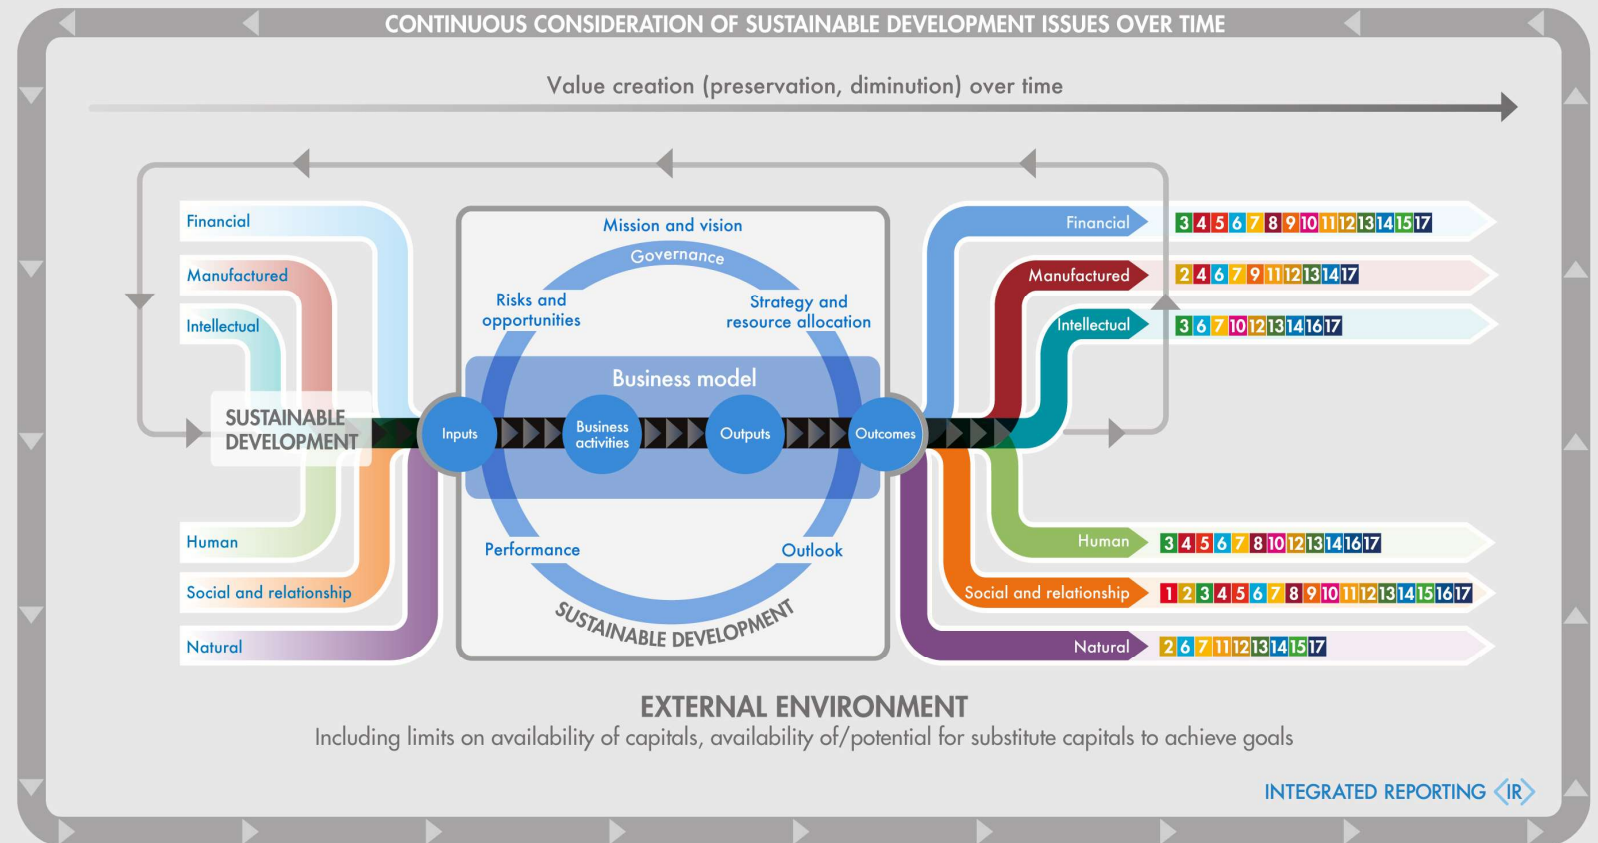 CONTINUOUS CONSIDERATION OF SUSTAINABLE DEVELOPMENT ISSUES OVER TIME
Value creation (preservation, diminution) over time
Financial
Manufactured
Intellectual
SUSTAINABLE
DEVELOPMENT
Human
Social and relationship
Natural
Mission and vision
Governance
Risks and
opportunities
Strategy and
resource allocation
Business model
Inputs
Business
activities
Outputs
Outcomes
Performance
Outlook
SUSTAINABLE DEVELOPMENT
Financial
3 4 5 6 7 8 9 10 11 12 13 14 15 17
Manufactured
2 4 6 7 9 11 12 13 14 17
Intellectual
3 6 7 10 12 13 14 16 17
Human
3 4 5 6 7 8 10 12 13 14 16 17
Social and relationship
1 2 3 4 5 6 7 8 9 10 11 12 13 14 15 16 17
Natural
2 6 7 11 12 13 14 15 17
EXTERNAL ENVIRONMENT
Including limits on availability of capitals, availability of/potential for substitute capitals to achieve goals
INTEGRATED REPORTING <IR>